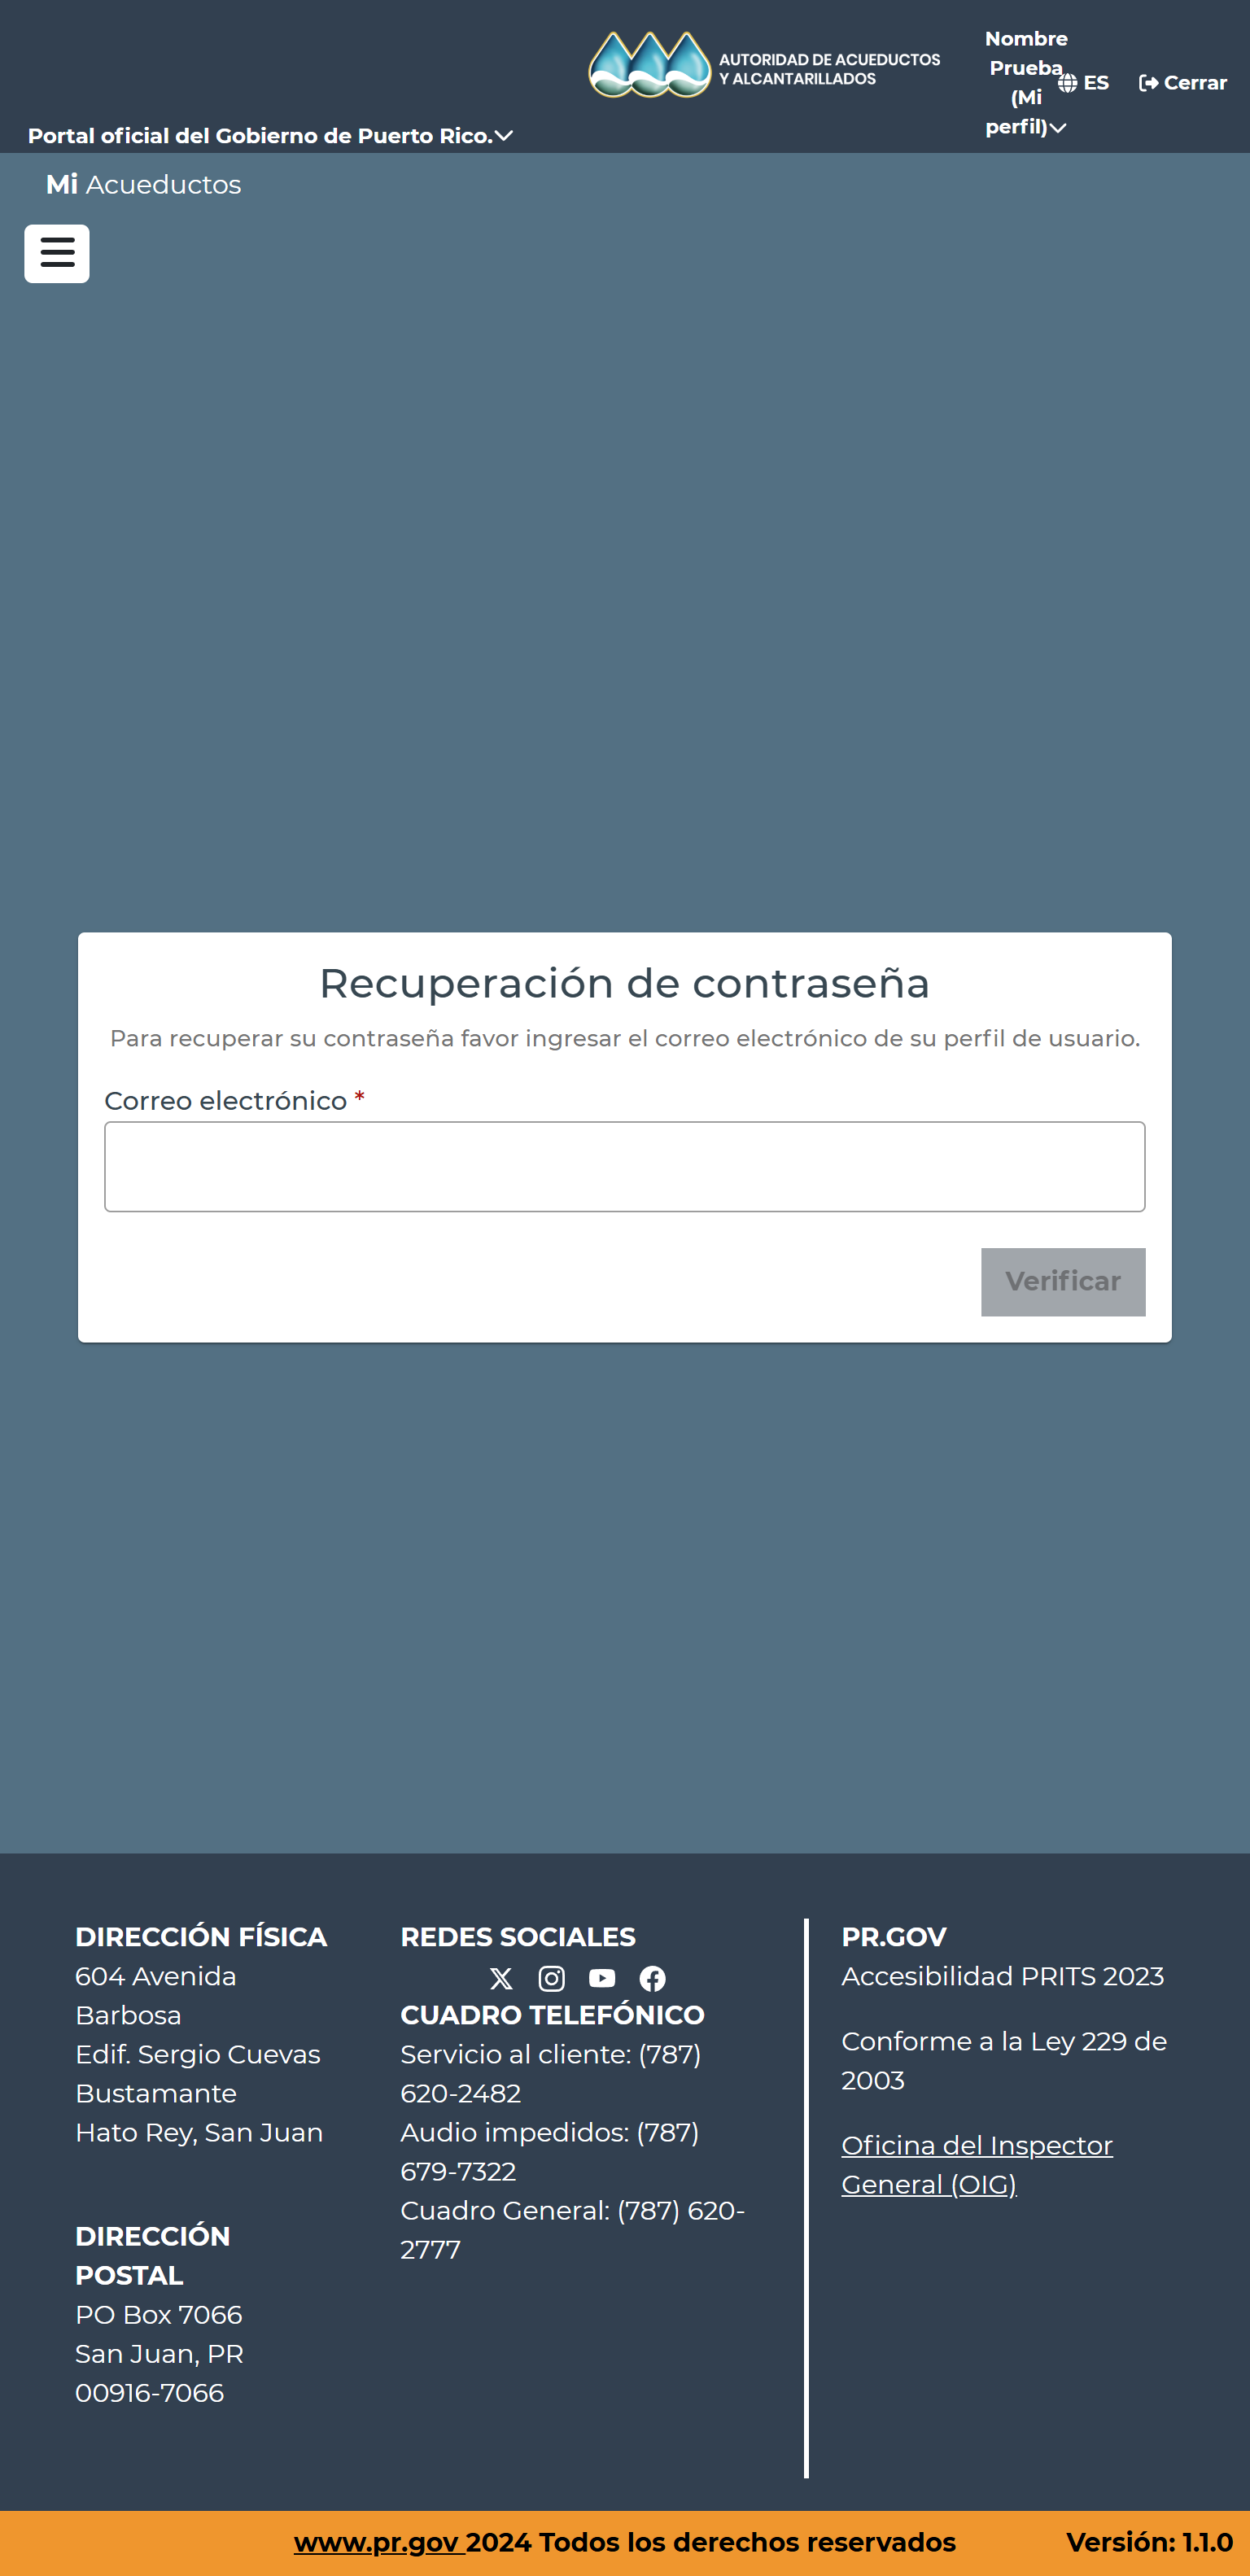 AUTORIDAD DE ACUEDUCTOS
Y ALCANTARILLADOS
Nombre
Prueba
(Mi
perfil)
ES
Cerrar
Portal oficial del Gobierno de Puerto Rico.
Mi Acueductos
Recuperación de contraseña
Para recuperar su contraseña favor ingresar el correo electrónico de su perfil de usuario.
Correo electrónico *
Verificar
DIRECCIÓN FÍSICA
604 Avenida
Barbosa
Edif. Sergio Cuevas
Bustamante
Hato Rey, San Juan
DIRECCIÓN
POSTAL
PO Box 7066
San Juan, PR
00916-7066
REDES SOCIALES
CUADRO TELEFÓNICO
Servicio al cliente: (787)
620-2482
Audio impedidos: (787)
679-7322
Cuadro General: (787) 620-
2777
PR.GOV
Accesibilidad PRITS 2023
Conforme a la Ley 229 de
2003
Oficina del Inspector
General (OIG)
www.pr.gov 2024 Todos los derechos reservados
Versión: 1.1.0